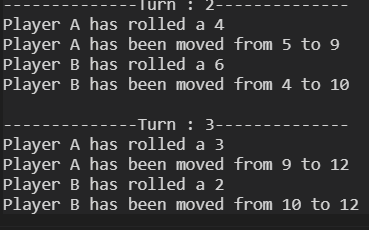 --------------Turn : 2--------------
Player A has rolled a 4
Player A has been moved from 5 to 9
Player B has rolled a 6
Player B has been moved from 4 to 10
--------------Turn : 3--------------
Player A has rolled a 3
Player A has been moved from 9 to 12
Player B has rolled a 2
Player B has been moved from 10 to 12